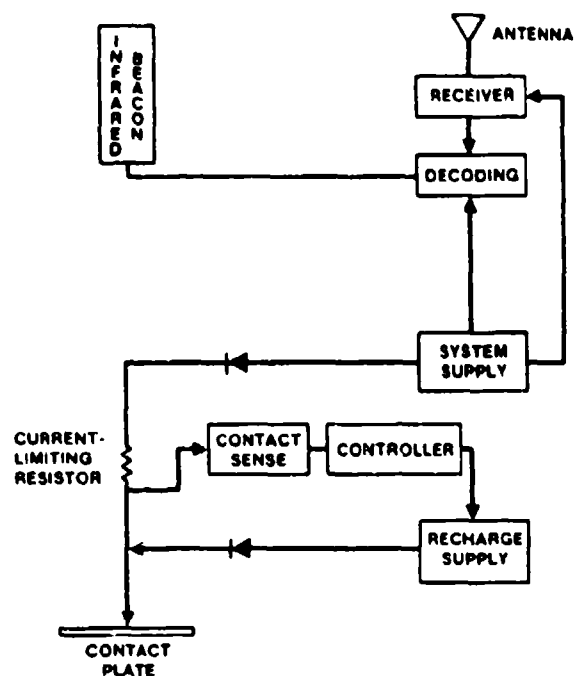 INFRARED
BEACON
ANTENNA
RECEIVER
DECODING
SYSTEM
SUPPLY
CURRENT-
LIMITING
RESISTOR
CONTACT
SENSE
CONTROLLER
RECHARGE
SUPPLY
CONTACT
PLATE